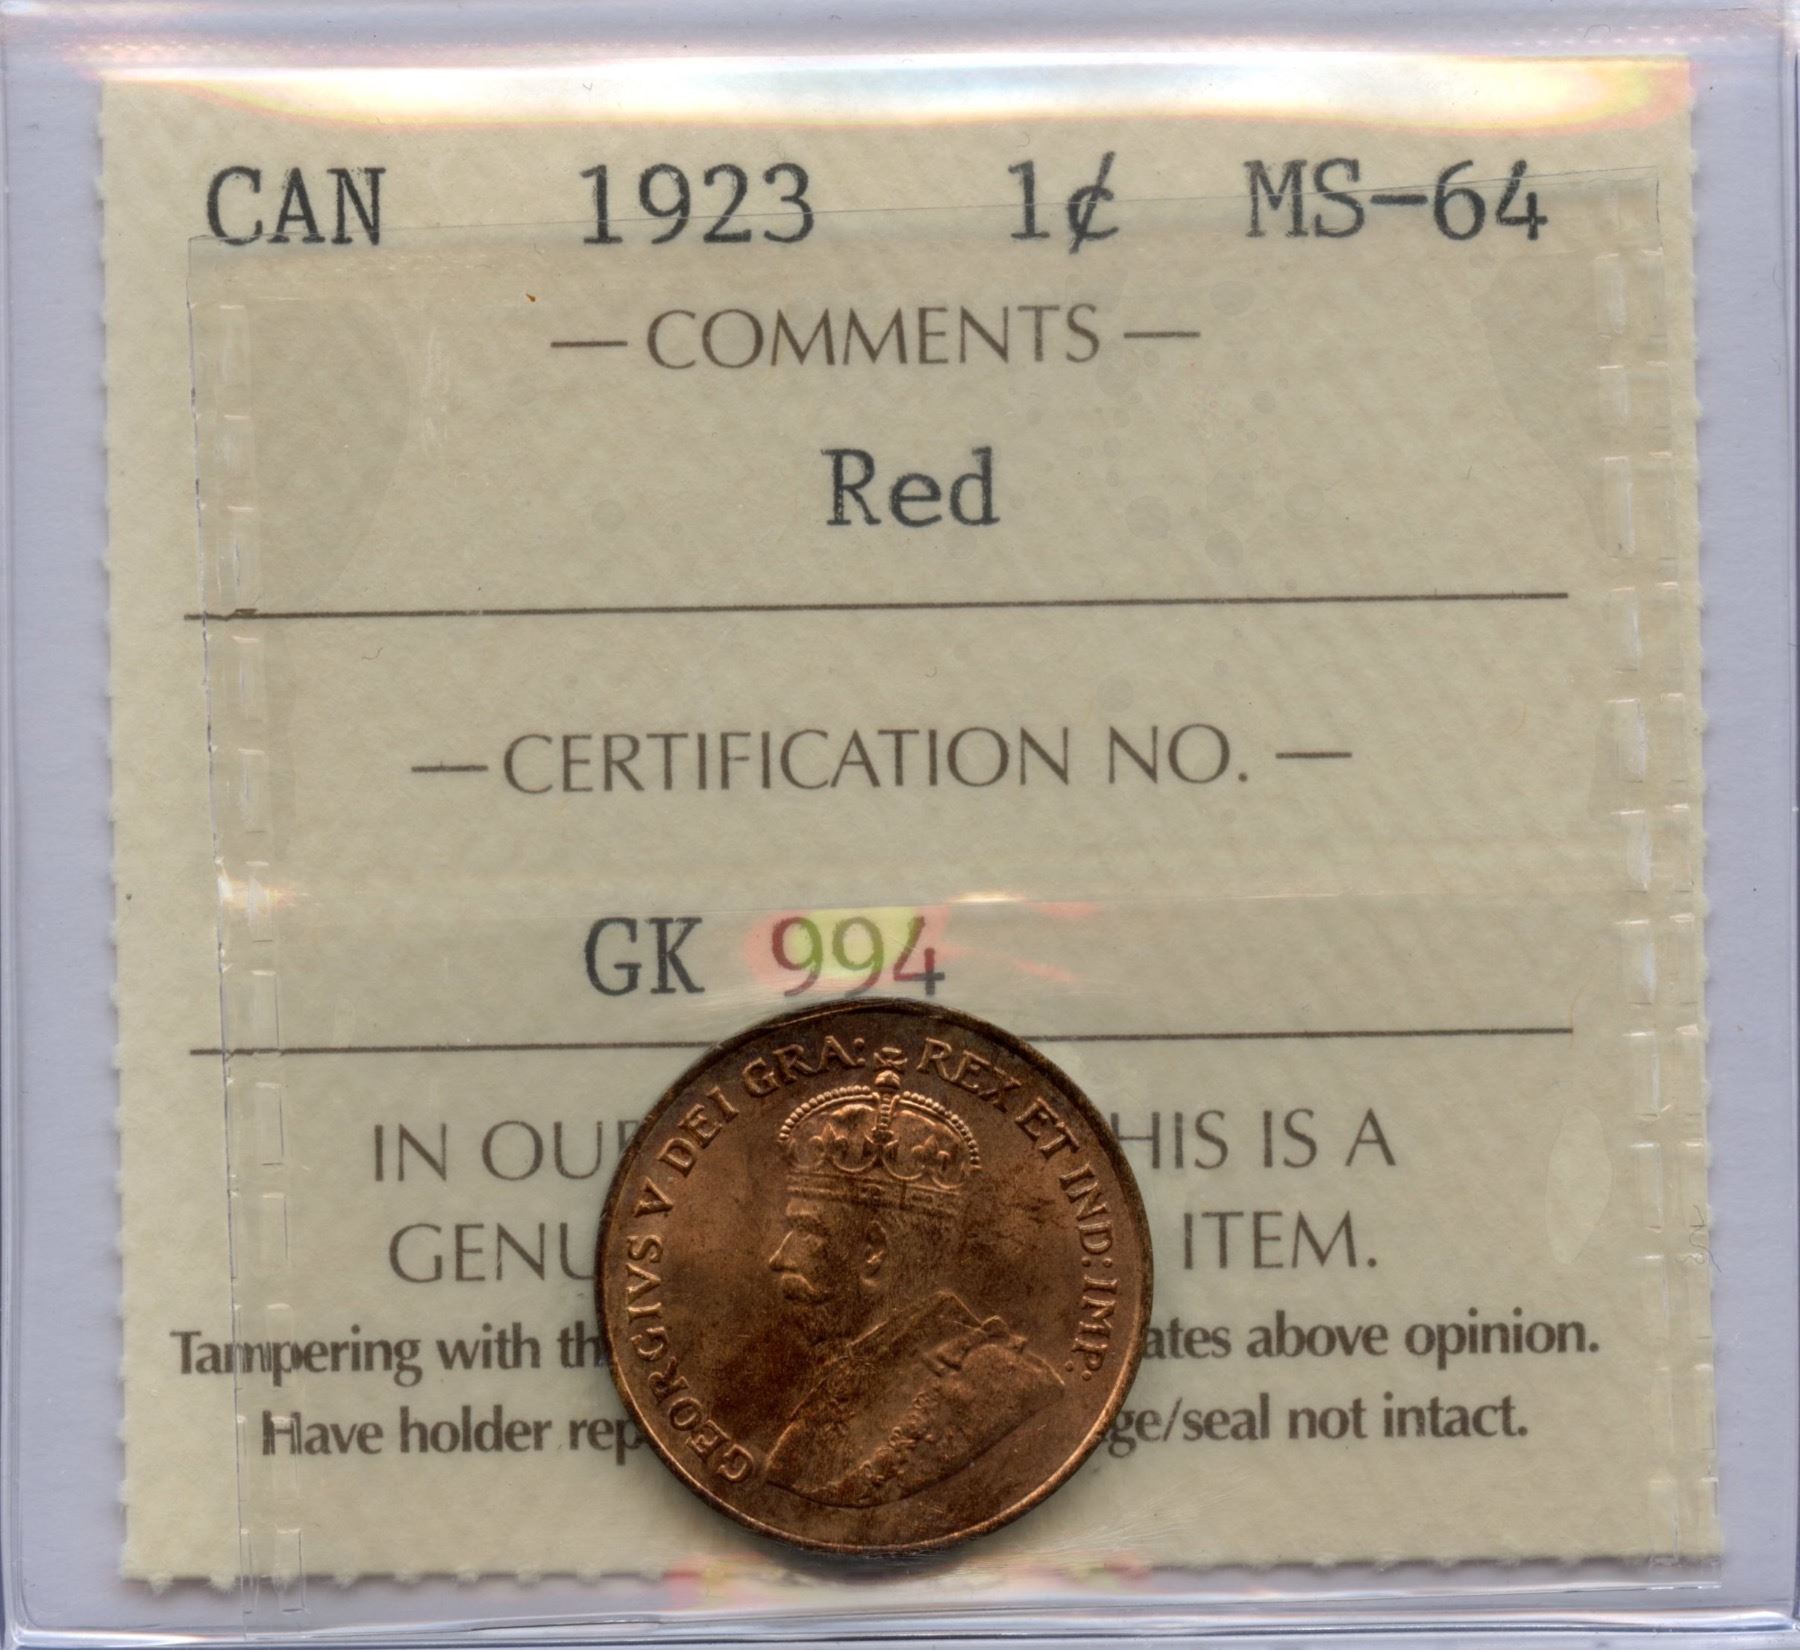 CAN 1923 1¢ MS-64
— COMMENTS —
Red
— CERTIFICATION NO. —
GK 994
IN OUR HIS IS A
GENU ITEM.
Tampering with th ates above opinion.
Have holder rep ge/seal not intact.
GEORGIVS V DEI GRA: REX ET IND: IMP: